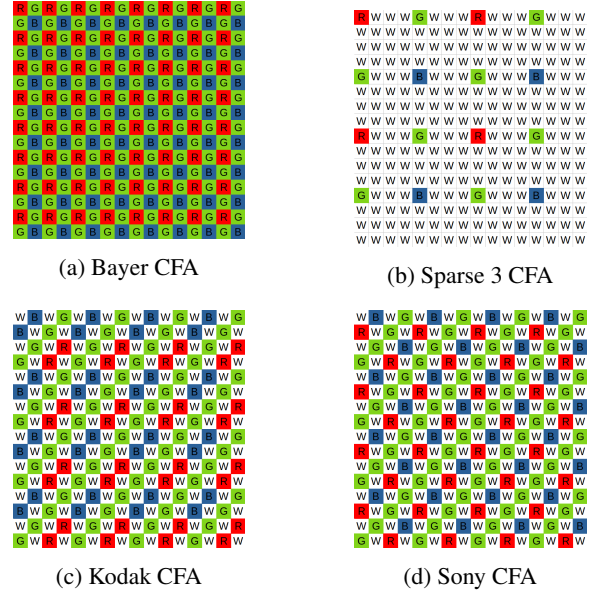 R G R G R G R G R G R G R G R G
G B G B G B G B G B G B G B G B
R G R G R G R G R G R G R G R G
G B G B G B G B G B G B G B G B
R G R G R G R G R G R G R G R G
G B G B G B G B G B G B G B G B
R G R G R G R G R G R G R G R G
G B G B G B G B G B G B G B G B
R G R G R G R G R G R G R G R G
G B G B G B G B G B G B G B G B
R G R G R G R G R G R G R G R G
G B G B G B G B G B G B G B G B
R G R G R G R G R G R G R G R G
G B G B G B G B G B G B G B G B
R G R G R G R G R G R G R G R G
G B G B G B G B G B G B G B G B
(a) Bayer CFA
R W W W G W W W R W W W G W W W
W W W W W W W W W W W W W W W W
W W W W W W W W W W W W W W W W
W W W W W W W W W W W W W W W W
G W W W B W W W G W W W B W W W
W W W W W W W W W W W W W W W W
W W W W W W W W W W W W W W W W
W W W W W W W W W W W W W W W W
R W W W G W W W R W W W G W W W
W W W W W W W W W W W W W W W W
W W W W W W W W W W W W W W W W
W W W W W W W W W W W W W W W W
G W W W B W W W G W W W B W W W
W W W W W W W W W W W W W W W W
W W W W W W W W W W W W W W W W
W W W W W W W W W W W W W W W W
(b) Sparse 3 CFA
W B W G W B W G W B W G W B W G
B W G W B W G W B W G W B W G W
W G W R W G W R W G W R W G W R
G W R W G W R W G W R W G W R W
W B W G W B W G W B W G W B W G
B W G W B W G W B W G W B W G W
W G W R W G W R W G W R W G W R
G W R W G W R W G W R W G W R W
W B W G W B W G W B W G W B W G
B W G W B W G W B W G W B W G W
W G W R W G W R W G W R W G W R
G W R W G W R W G W R W G W R W
W B W G W B W G W B W G W B W G
B W G W B W G W B W G W B W G W
W G W R W G W R W G W R W G W R
G W R W G W R W G W R W G W R W
(c) Kodak CFA
W B W G W B W G W B W G W B W G
R W G W R W G W R W G W R W G W
W G W B W G W B W G W B W G W B
G W R W G W R W G W R W G W R W
W B W G W B W G W B W G W B W G
R W G W R W G W R W G W R W G W
W G W B W G W B W G W B W G W B
G W R W G W R W G W R W G W R W
W B W G W B W G W B W G W B W G
R W G W R W G W R W G W R W G W
W G W B W G W B W G W B W G W B
G W R W G W R W G W R W G W R W
W B W G W B W G W B W G W B W G
R W G W R W G W R W G W R W G W
W G W B W G W B W G W B W G W B
G W R W G W R W G W R W G W R W
(d) Sony CFA